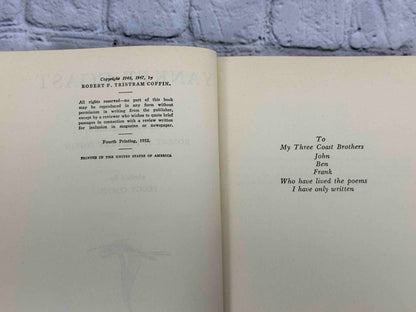 Copyright 1946, 1947, by
ROBERT P. TRISTRAM COFFIN.
All rights reserved—no part of this book
may be reproduced in any form without
permission in writing from the publisher,
except by a reviewer who wishes to quote brief
passages in connection with a review written
for inclusion in magazine or newspaper.
Fourth Printing, 1952.
PRINTED IN THE UNITED STATES OF AMERICA
To
My Three Coast Brothers
John
Ben
Frank
Who have lived the poems
I have only written